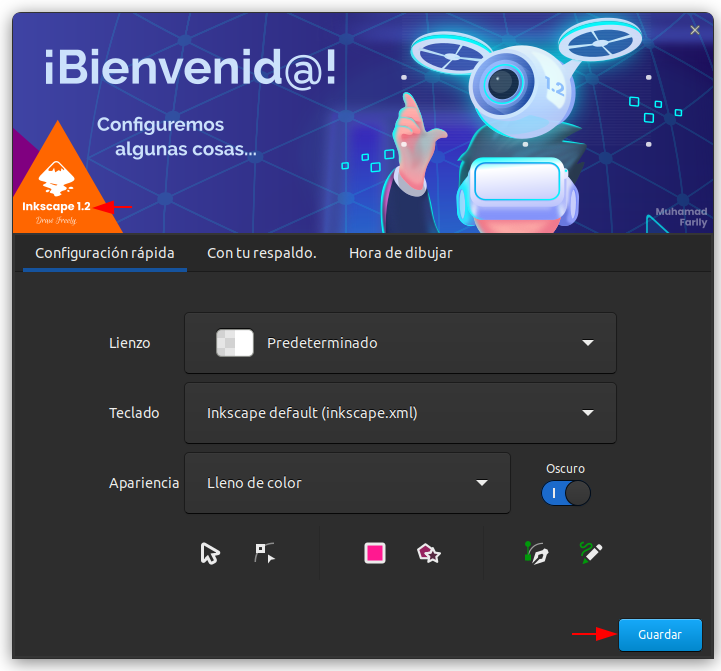 ¡Bienvenid@!
Configuremos
algunas cosas...
1.2
Inkscape 1.2
Draw Freely.
Muhamad
Farlly
Configuración rápida
Con tu respaldo.
Hora de dibujar
Lienzo
Predeterminado
Teclado
Inkscape default (inkscape.xml)
Oscuro
Apariencia
Lleno de color
Guardar